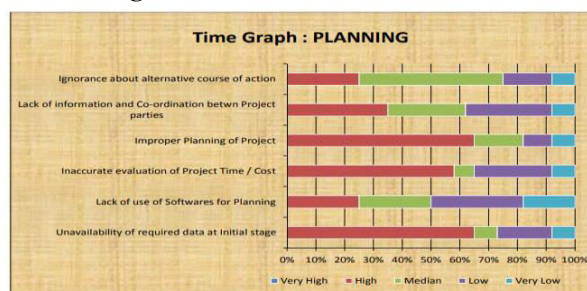 Time Graph : PLANNING
Ignorance about alternative course of action
Lack of information and Co-ordination betwn Project
parties
Improper Planning of Project
Inaccurate evaluation of Project Time / Cost
Lack of use of Softwares for Planning
Unavailability of required data at Initial stage
0% 10% 20% 30% 40% 50% 60% 70% 80% 90% 100%
Very High High Median Low Very Low